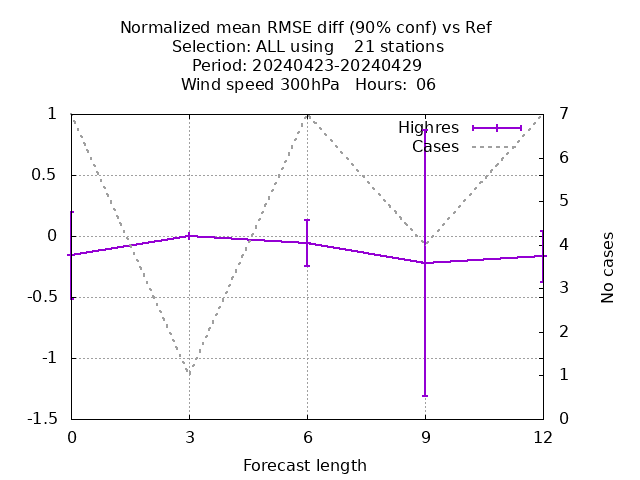 Normalized mean RMSE diff (90% conf) vs Ref
Selection: ALL using    21 stations
Period: 20240423-20240429
Wind speed 300hPa   Hours:  06
Highres
Cases
1
0.5
0
-0.5
-1
-1.5
7
6
5
4
3
2
1
0
No cases
0
3
6
9
12
Forecast length